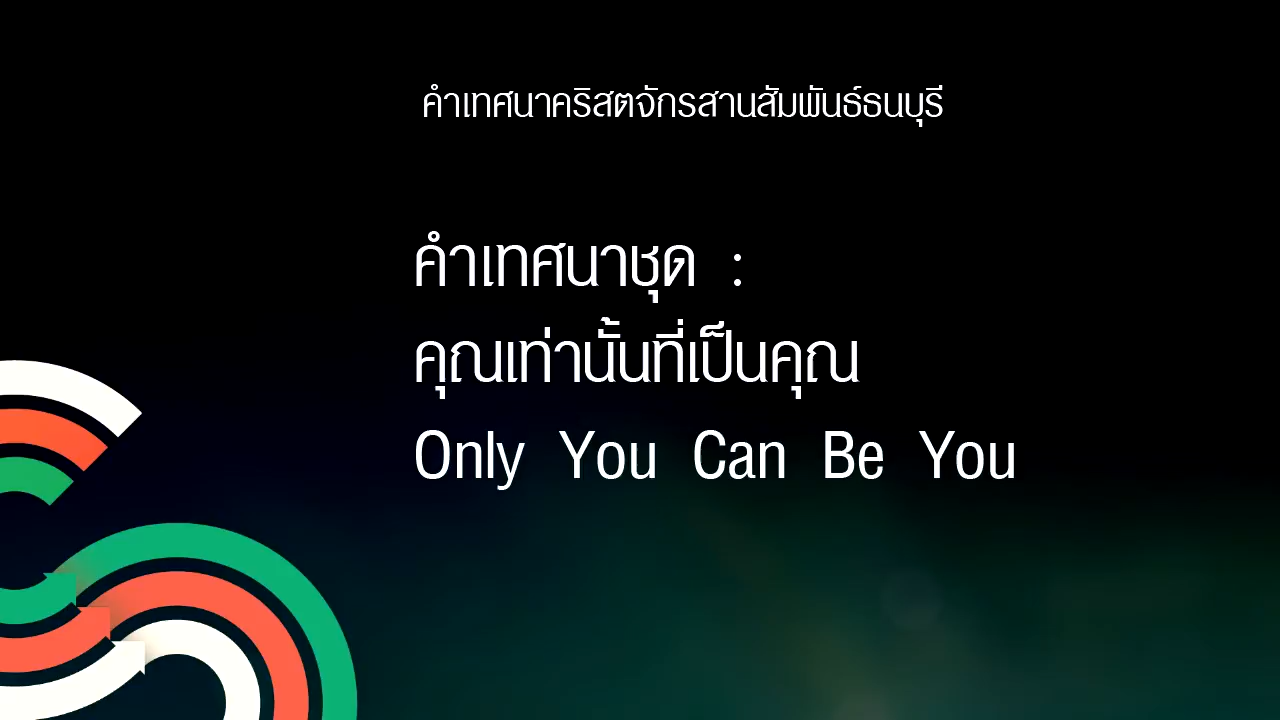 คำเทศนาคริสตจักรสานสัมพันธ์ธนบุรี
คำเทศนาชุด :
คุณเท่านั้นที่เป็นคุณ
Only You Can Be You